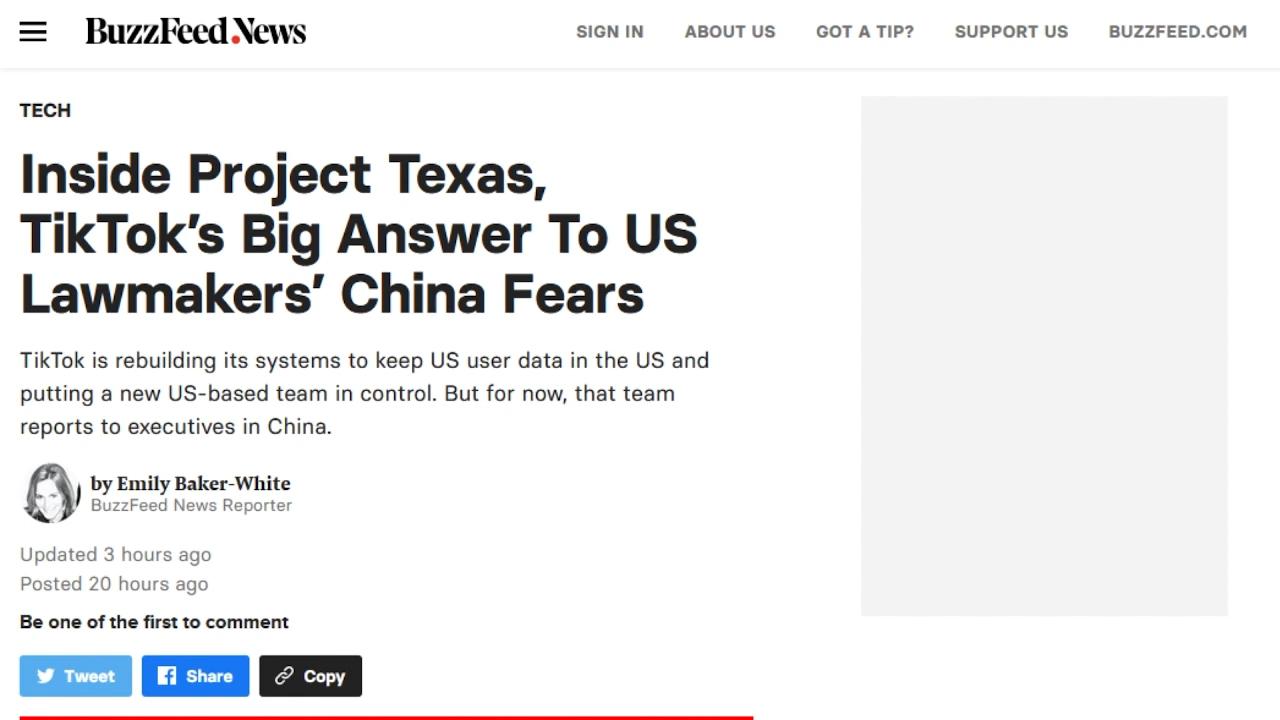 BuzzFeed News
SIGN IN
ABOUT US
GOT A TIP?
SUPPORT US
BUZZFEED.COM
TECH
Inside Project Texas,
TikTok’s Big Answer To US
Lawmakers’ China Fears
TikTok is rebuilding its systems to keep US user data in the US and
putting a new US-based team in control. But for now, that team
reports to executives in China.
by Emily Baker-White
BuzzFeed News Reporter
Updated 3 hours ago
Posted 20 hours ago
Be one of the first to comment
Tweet
Share
Copy